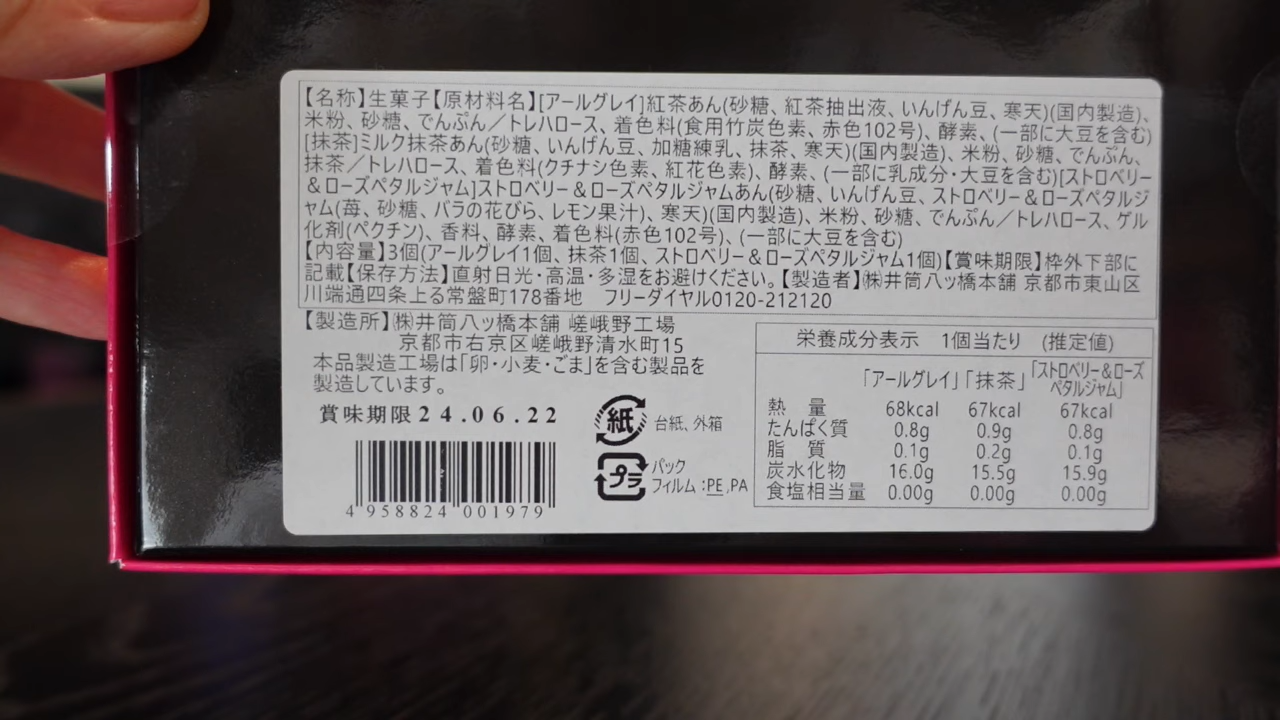 【名称】生菓子【原材料名】[アールグレイ]紅茶あん(砂糖、紅茶抽出液、いんげん豆、寒天)(国内製造)、
米粉、砂糖、でんぷん／トレハロース、着色料(食用竹炭色素、赤色102号)、酵素、(一部に大豆を含む)
[抹茶]ミルク抹茶あん(砂糖、いんげん豆、加糖練乳、抹茶、寒天)(国内製造)、米粉、砂糖、でんぷん、
抹茶／トレハロース、着色料(クチナシ色素、紅花色素)、酵素、(一部に乳成分・大豆を含む)[ストロベリー
＆ローズペタルジャム]ストロベリー＆ローズペタルジャムあん(砂糖、いんげん豆、ストロベリー＆ローズペタルジ
ャム(苺、砂糖、バラの花びら、レモン果汁)、寒天)(国内製造)、米粉、砂糖、でんぷん／トレハロース、ゲル
化剤(ペクチン)、香料、酵素、着色料(赤色102号)、(一部に大豆を含む)
【内容量】3個(アールグレイ1個、抹茶1個、ストロベリー＆ローズペタルジャム1個)【賞味期限】枠外下部に
記載【保存方法】直射日光・高温・多湿をお避けください。【製造者】㈱井筒八ッ橋本舗 京都市東山区
川端通四条上る常盤町178番地　フリーダイヤル0120-212120
【製造所】㈱井筒八ッ橋本舗 嵯峨野工場
京都市右京区嵯峨野清水町15
本品製造工場は「卵・小麦・ごま」を含む製品を
製造しています。
賞味期限24.06.22
4 958824 001979
紙 台紙、外箱
プラ パック
フィルム：PE,PA
栄養成分表示　1個当たり　(推定値)
「アールグレイ」「抹茶」「ストロベリー＆ローズ
ペタルジャム」
熱　量 68kcal 67kcal 67kcal
たんぱく質 0.8g 0.9g 0.8g
脂　質 0.1g 0.2g 0.1g
炭水化物 16.0g 15.5g 15.9g
食塩相当量 0.00g 0.00g 0.00g